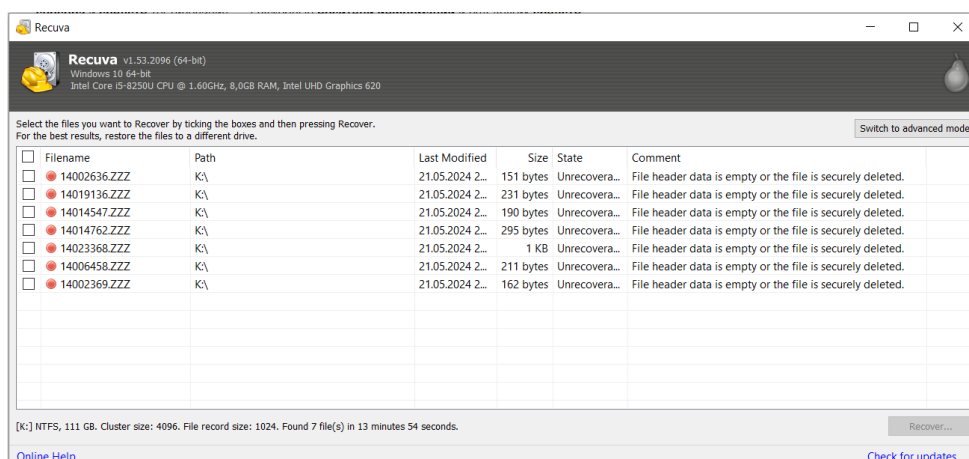 Recuva
Recuva v1.53.2096 (64-bit)
Windows 10 64-bit
Intel Core i5-8250U CPU @ 1.60GHz, 8,0GB RAM, Intel UHD Graphics 620
Select the files you want to Recover by ticking the boxes and then pressing Recover.
For the best results, restore the files to a different drive.
Switch to advanced mode
Filename Path Last Modified Size State Comment
14002636.ZZZ K:\ 21.05.2024 2... 151 bytes Unrecovera... File header data is empty or the file is securely deleted.
14019136.ZZZ K:\ 21.05.2024 2... 231 bytes Unrecovera... File header data is empty or the file is securely deleted.
14014547.ZZZ K:\ 21.05.2024 2... 190 bytes Unrecovera... File header data is empty or the file is securely deleted.
14014762.ZZZ K:\ 21.05.2024 2... 295 bytes Unrecovera... File header data is empty or the file is securely deleted.
14023368.ZZZ K:\ 21.05.2024 2... 1 KB Unrecovera... File header data is empty or the file is securely deleted.
14006458.ZZZ K:\ 21.05.2024 2... 211 bytes Unrecovera... File header data is empty or the file is securely deleted.
14002369.ZZZ K:\ 21.05.2024 2... 162 bytes Unrecovera... File header data is empty or the file is securely deleted.
[K:] NTFS, 111 GB. Cluster size: 4096. File record size: 1024. Found 7 file(s) in 13 minutes 54 seconds.
Recover...
Online Help Check for updates